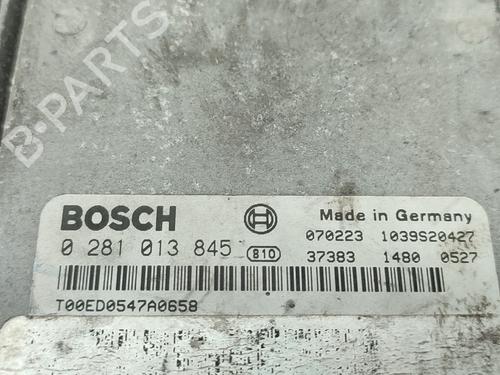 B-PARTS
BOSCH
Made in Germany
0 281 013 845 810
070223 1039S20427
37383 1480 0527
T00ED0547A0658